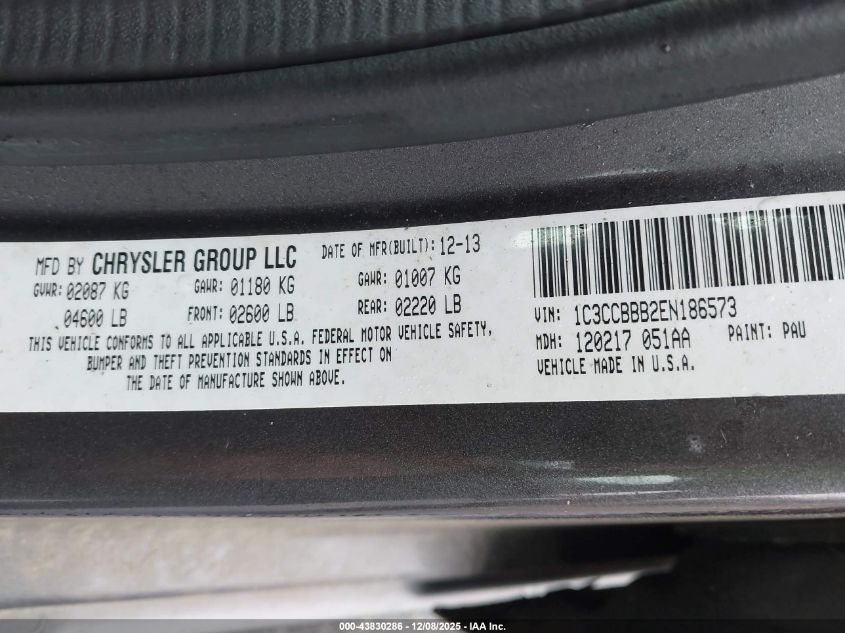 MFD BY CHRYSLER GROUP LLC DATE OF MFR(BUILT): 12-13
GVWR: 02087 KG GAWR: 01180 KG GAWR: 01007 KG
04600 LB FRONT: 02600 LB REAR: 02220 LB
THIS VEHICLE CONFORMS TO ALL APPLICABLE U.S.A. FEDERAL MOTOR VEHICLE SAFETY,
BUMPER AND THEFT PREVENTION STANDARDS IN EFFECT ON
THE DATE OF MANUFACTURE SHOWN ABOVE.
VIN: 1C3CCBBB2EN186573
MDH: 120217 051AA PAINT: PAU
VEHICLE MADE IN U.S.A.
000-43830286 - 12/08/2025 - IAA Inc.